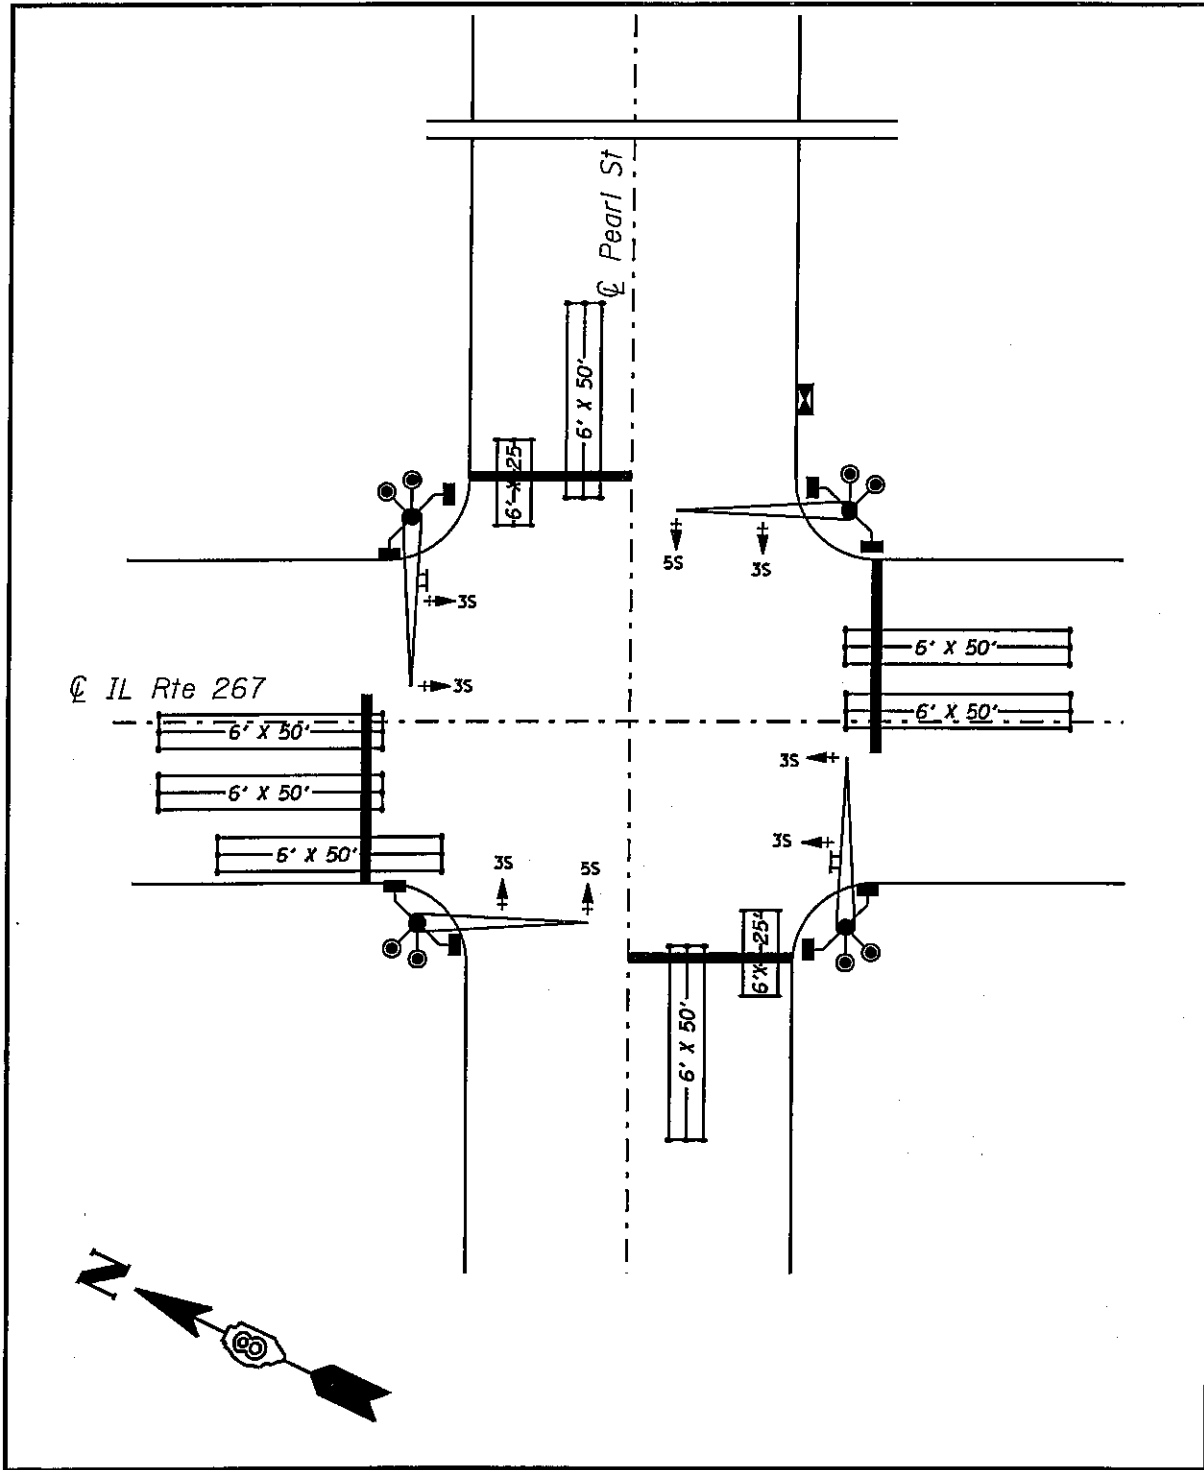 ℄ Pearl St
6' X 50'
6' X 25'
5S
3S
3S
3S
6' X 50'
℄ IL Rte 267
6' X 50'
6' X 50'
3S
6' X 50'
3S
6' X 50'
3S
5S
6' X 25'
6' X 50'
N